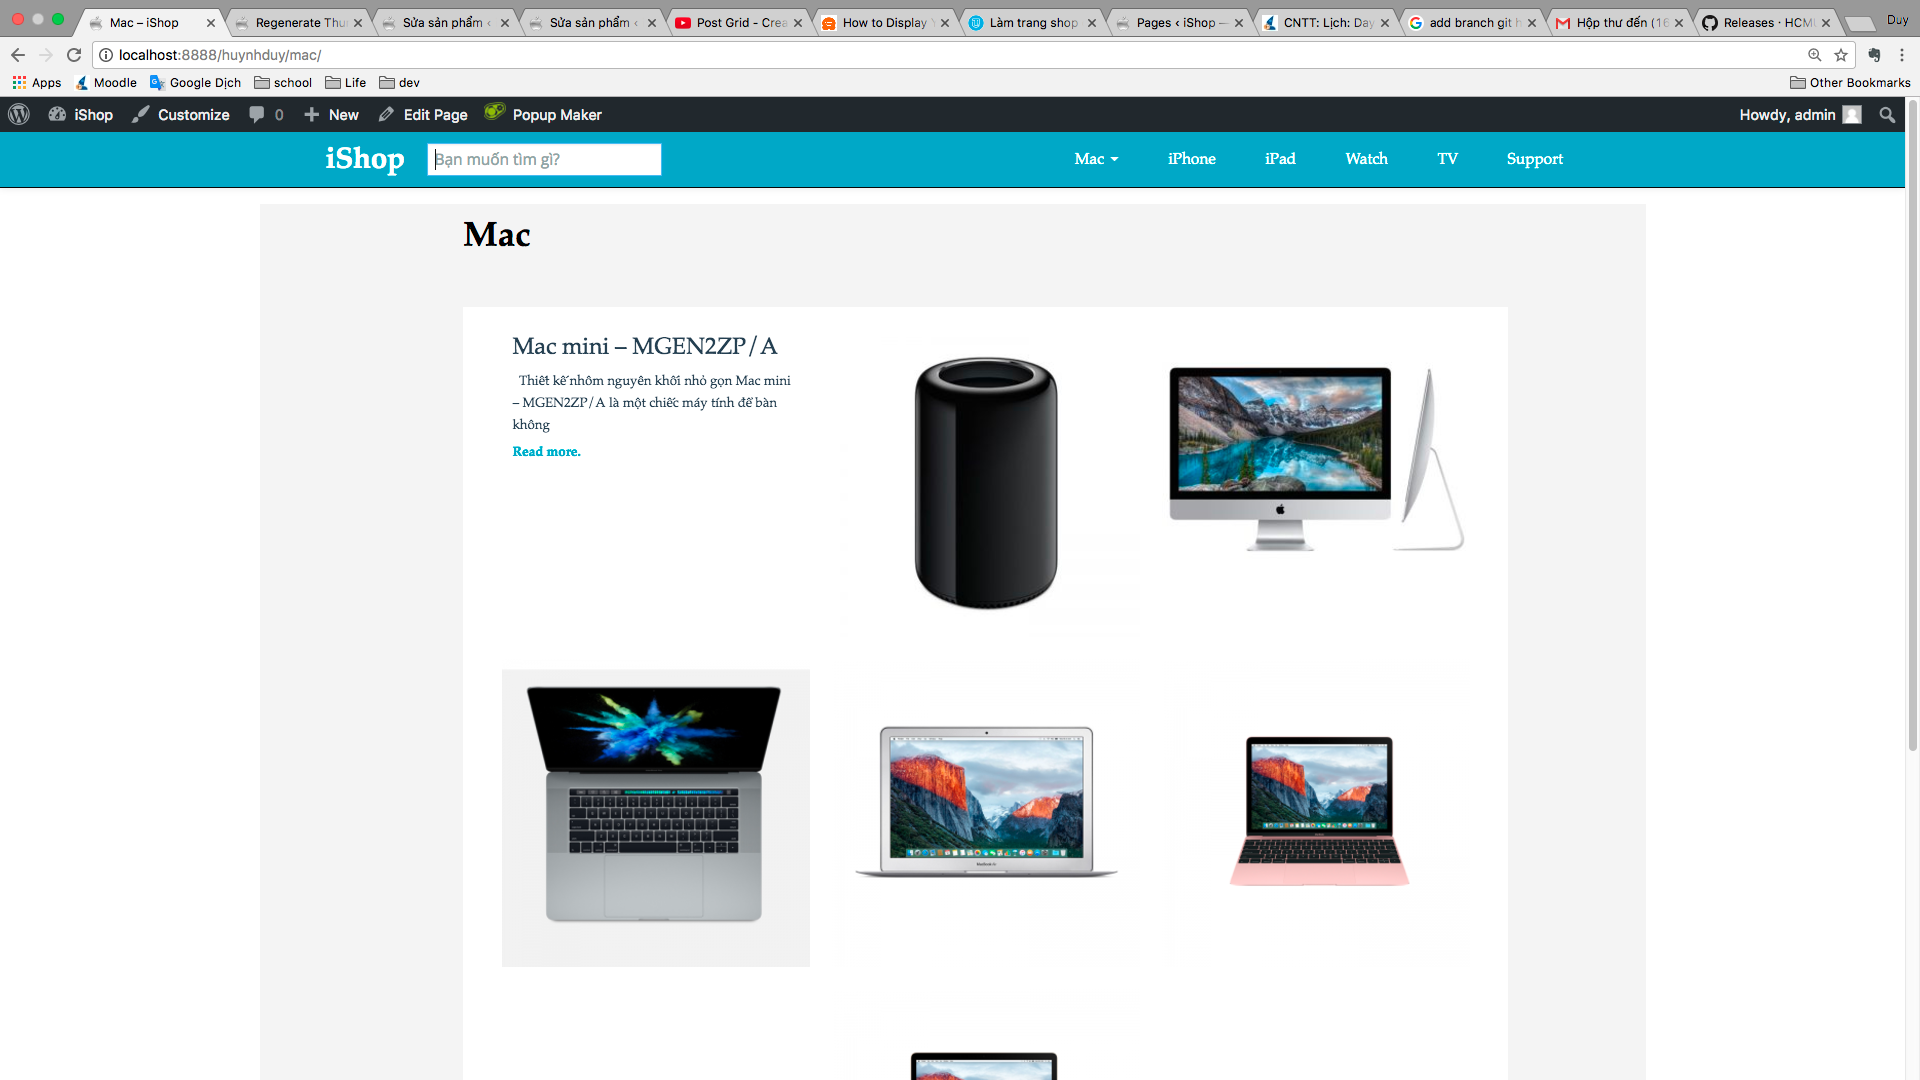 Mac – iShop
Regenerate Thu
Sửa sản phẩm ‹
Sửa sản phẩm ‹
Post Grid - Crea
How to Display Y
Làm trang shop
Pages ‹ iShop —
CNTT: Lịch: Day
add branch git h
Hộp thư đến (16
Releases · HCMU
Duy
localhost:8888/huynhduy/mac/
Apps
Moodle
Google Dịch
school
Life
dev
Other Bookmarks
iShop
Customize
0
New
Edit Page
Popup Maker
Howdy, admin
iShop
Bạn muốn tìm gì?
Mac
iPhone
iPad
Watch
TV
Support
Mac
Mac mini – MGEN2ZP/A
Thiết kế nhôm nguyên khối nhỏ gọn Mac mini
– MGEN2ZP/A là một chiếc máy tính để bàn
không
Read more.